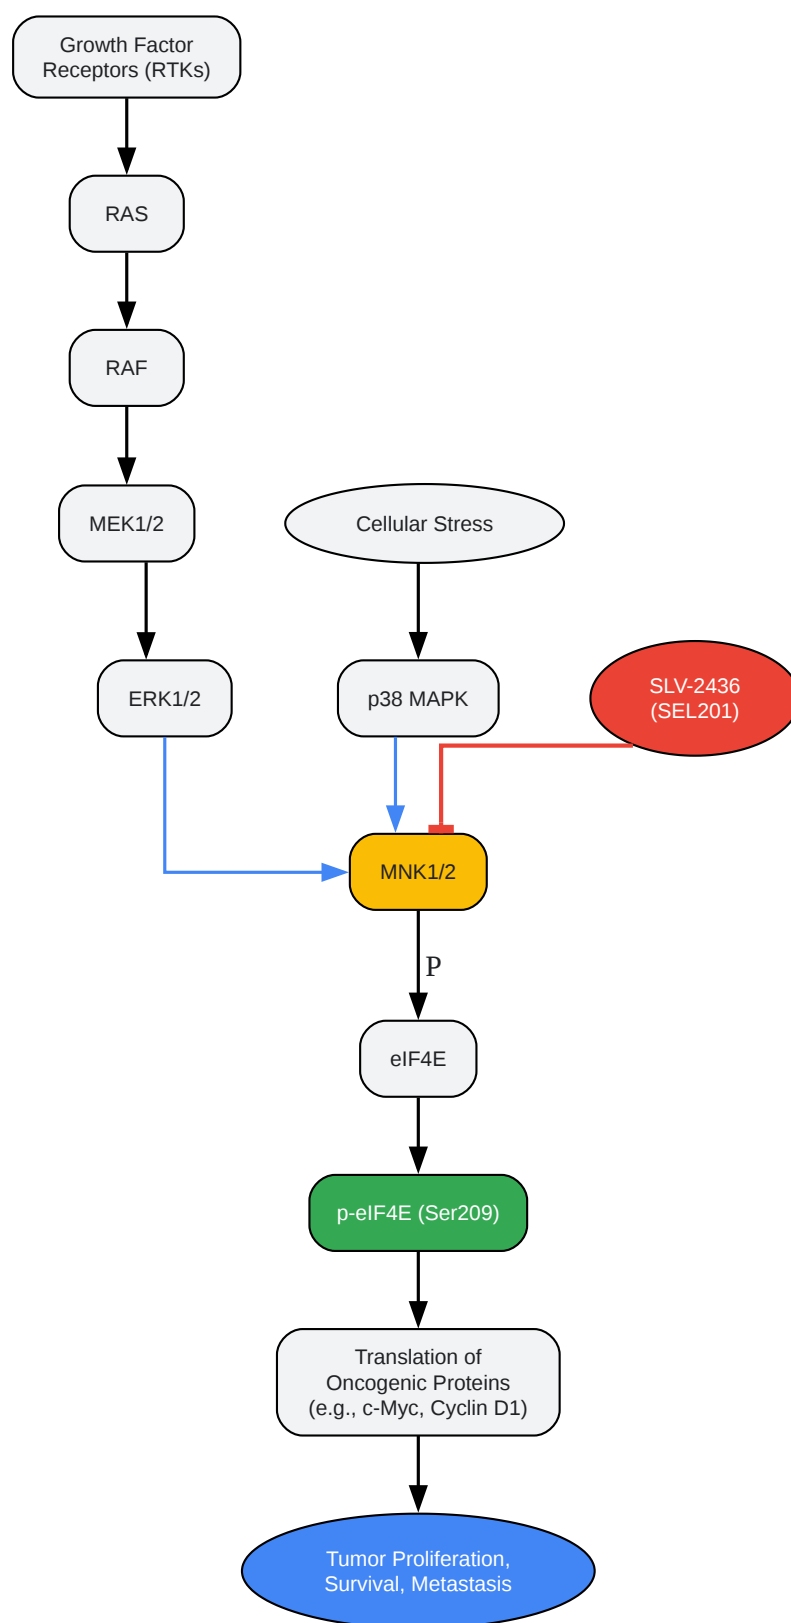 Growth Factor
Receptors (RTKs)
RAS
RAF
MEK1/2
Cellular Stress
ERK1/2
p38 MAPK
SLV-2436
(SEL201)
MNK1/2
P
eIF4E
p-eIF4E (Ser209)
Translation of
Oncogenic Proteins
(e.g., c-Myc, Cyclin D1)
Tumor Proliferation,
Survival, Metastasis